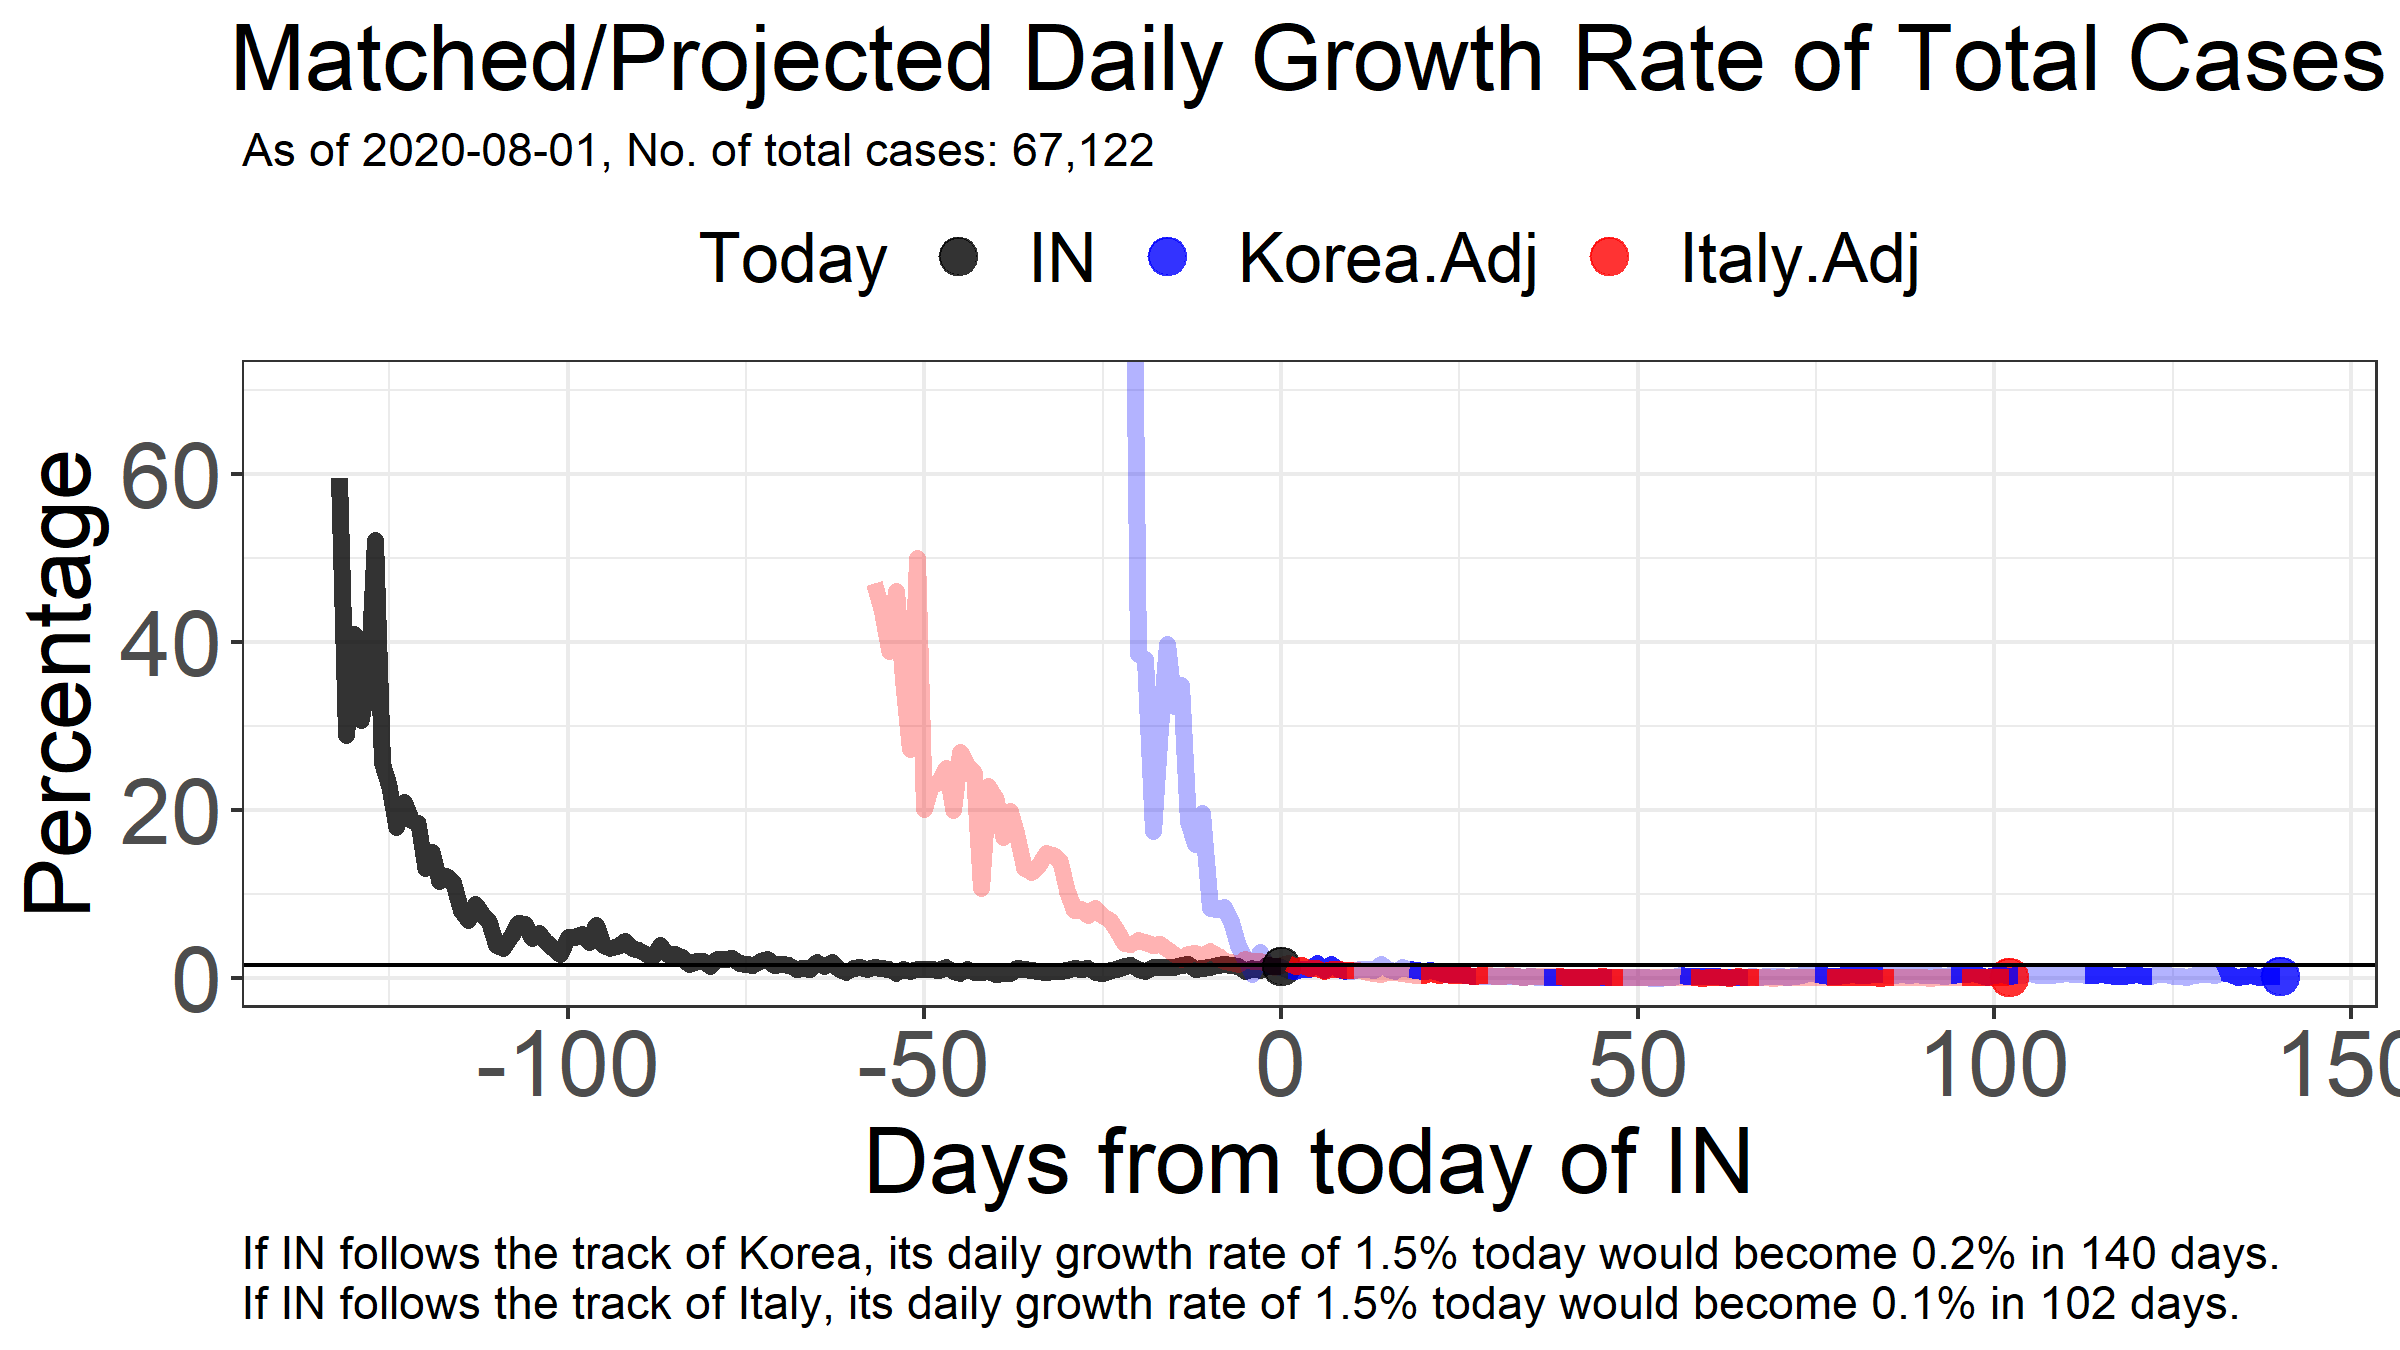 Matched/Projected Daily Growth Rate of Total Cases
As of 2020-08-01, No. of total cases: 67,122
Today IN Korea.Adj Italy.Adj
Percentage
60
40
20
0
-100 -50 0 50 100 150
Days from today of IN
If IN follows the track of Korea, its daily growth rate of 1.5% today would become 0.2% in 140 days.
If IN follows the track of Italy, its daily growth rate of 1.5% today would become 0.1% in 102 days.